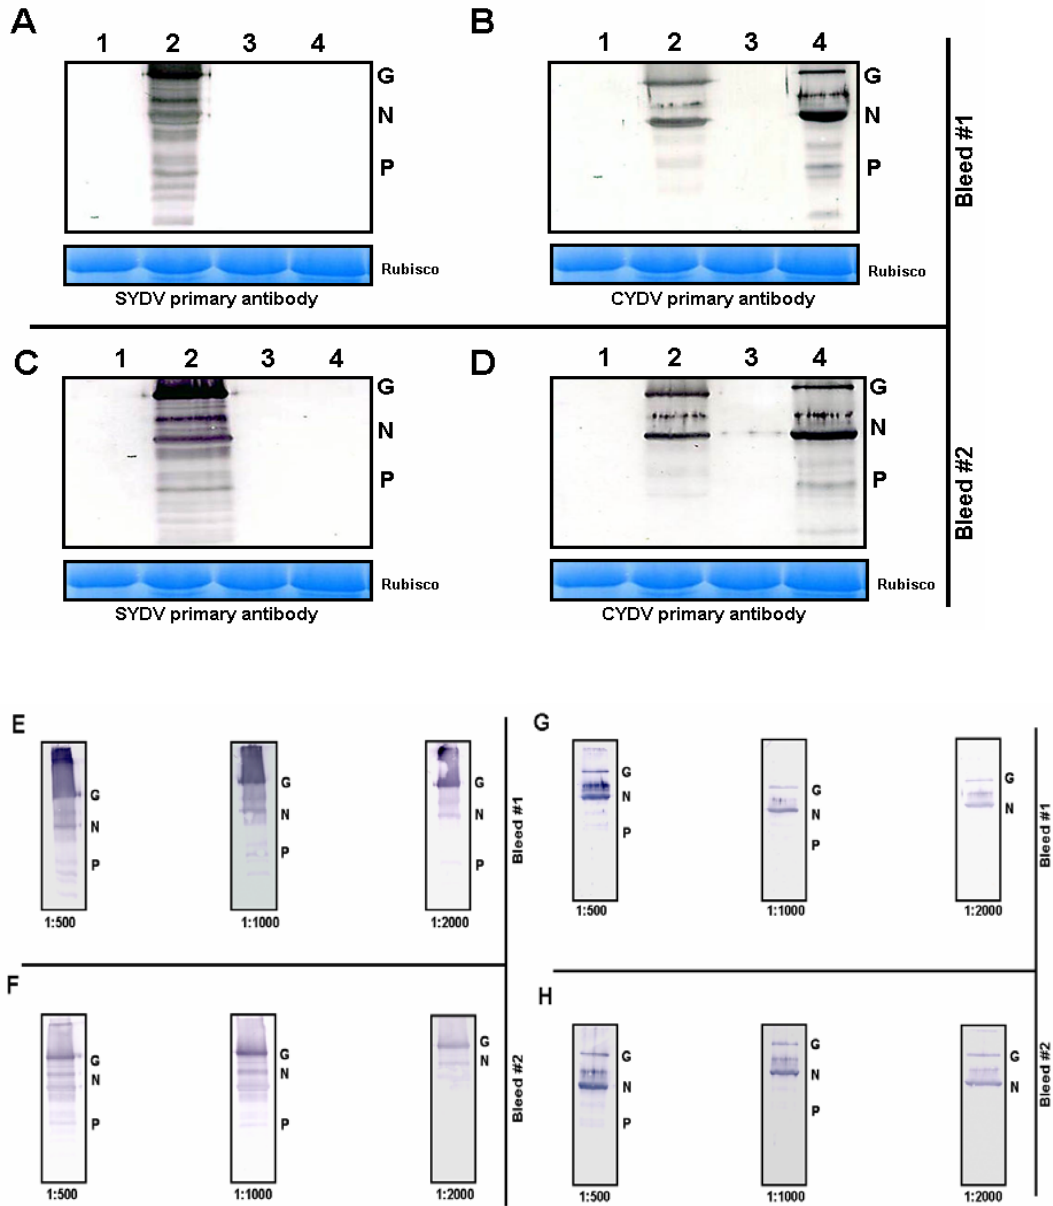 A
1 2 3 4
G
N
P
Rubisco
SYDV primary antibody
B
1 2 3 4
G
N
P
Rubisco
CYDV primary antibody
Bleed #1
C
1 2 3 4
G
N
P
Rubisco
SYDV primary antibody
D
1 2 3 4
G
N
P
Rubisco
CYDV primary antibody
Bleed #2
E
G
N
P
1:500
G
N
P
1:1000
G
N
P
1:2000
Bleed #1
F
G
N
P
1:500
G
N
P
1:1000
G
N
1:2000
Bleed #2
G
G
N
P
1:500
G
N
P
1:1000
G
N
1:2000
Bleed #1
H
G
N
P
1:500
G
N
P
1:1000
G
N
1:2000
Bleed #2